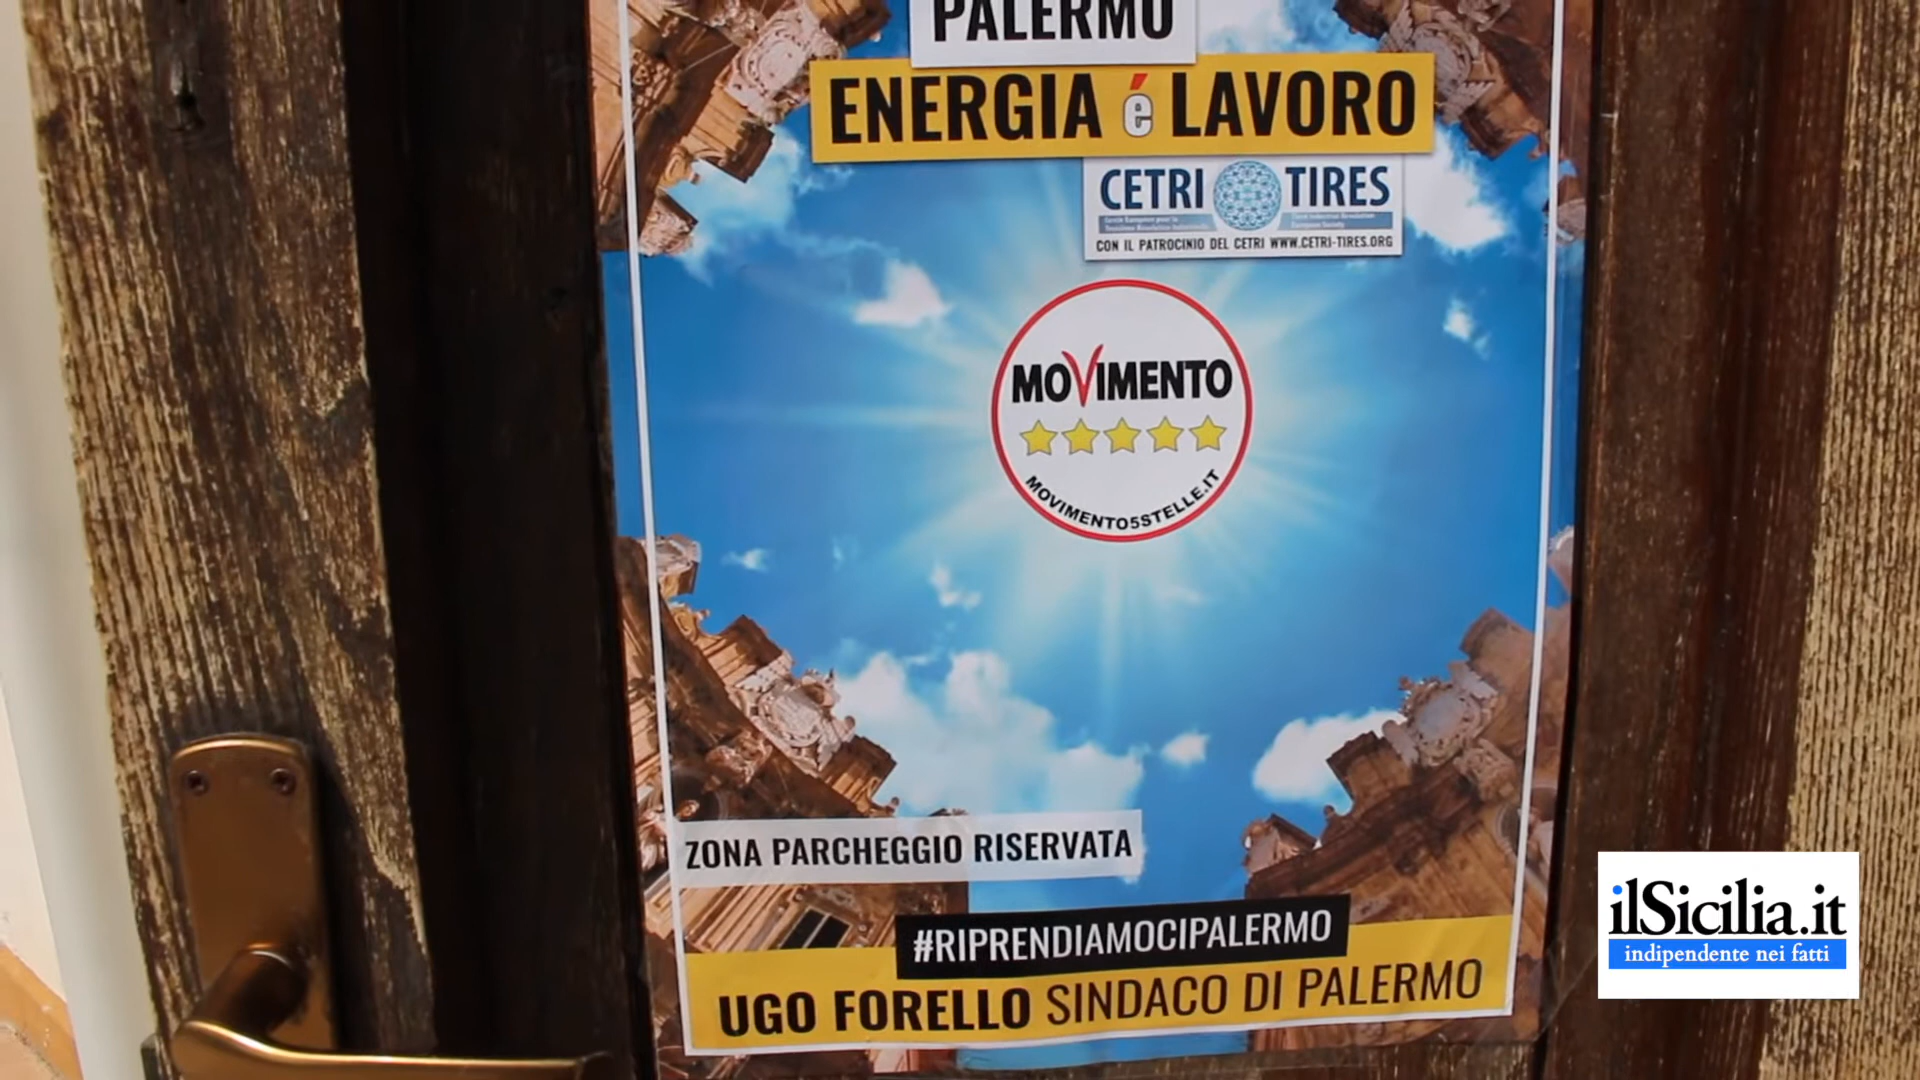 PALERMO
ENERGIA é LAVORO
CETRI TIRES
CON IL PATROCINIO DEL CETRI WWW.CETRI-TIRES.ORG
MOVIMENTO
MOVIMENTO5STELLE.IT
ZONA PARCHEGGIO RISERVATA
#RIPRENDIAMOCIPALERMO
UGO FORELLO SINDACO DI PALERMO
ilSicilia.it
indipendente nei fatti